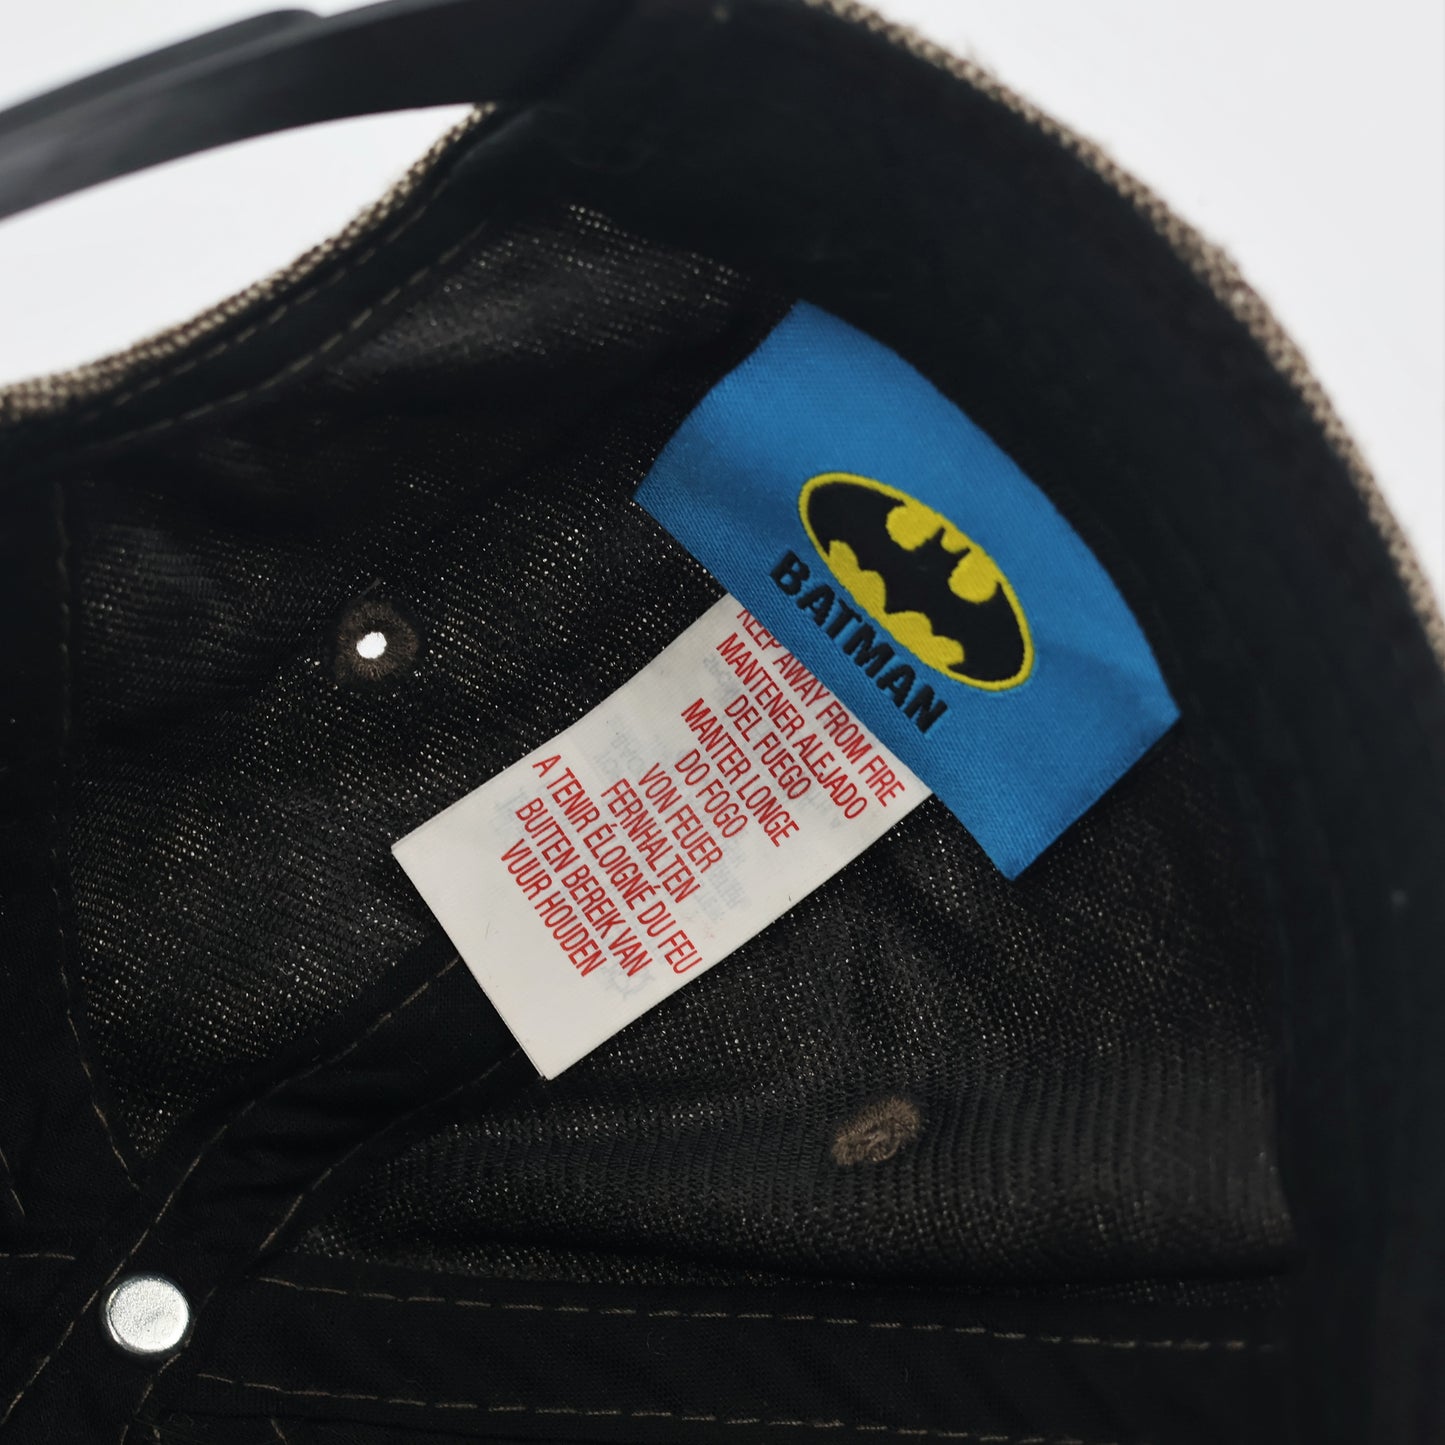 BATMAN
KEEP AWAY FROM FIRE
MANTENER ALEJADO
DEL FUEGO
MANTER LONGE
DO FOGO
VON FEUER
FERNHALTEN
A TENIR ÉLOIGNÉ DU FEU
BUITEN BEREIK VAN
VUUR HOUDEN